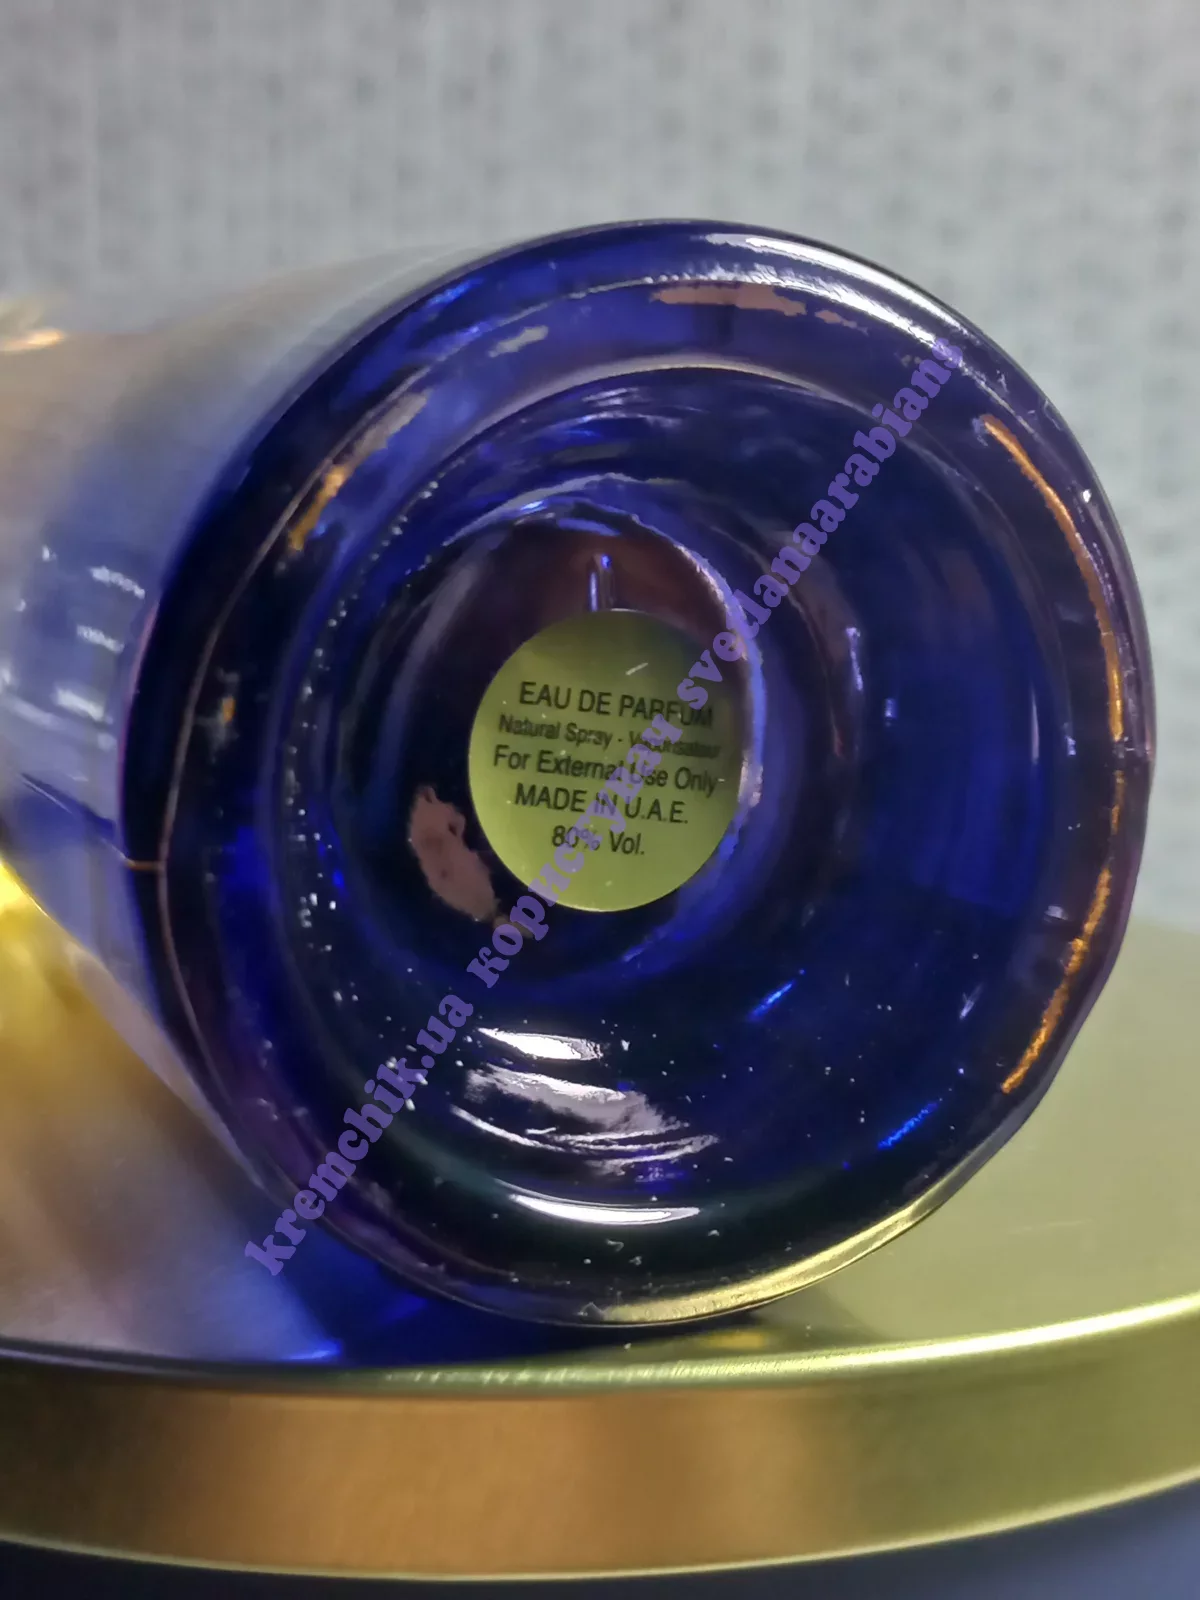 EAU DE PARFUM
Natural Spray - Vaporisateur
For External Use Only
MADE IN U.A.E.
80% Vol.
kremchik.ua користувач svetlanaarabians